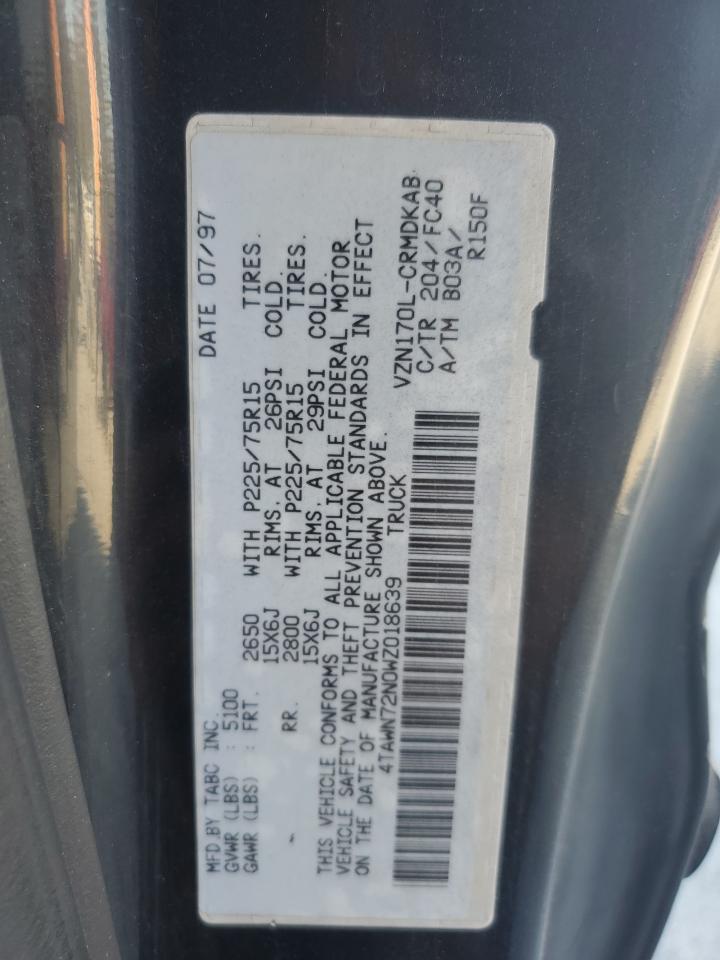 MFD.BY TABC INC. DATE 07/97
GVWR (LBS) : 5100
GAWR (LBS) : FRT. 2650 WITH P225/75R15 TIRES.
15X6J RIMS. AT 26PSI COLD.
RR. 2800 WITH P225/75R15 TIRES.
15X6J RIMS. AT 29PSI COLD.
THIS VEHICLE CONFORMS TO ALL APPLICABLE FEDERAL MOTOR
VEHICLE SAFETY AND THEFT PREVENTION STANDARDS IN EFFECT
ON THE DATE OF MANUFACTURE SHOWN ABOVE.
4TAWN72N0WZ018639 TRUCK
VZN170L-CRMDKAB
C/TR 204/FC40
A/TM B03A/
R150F